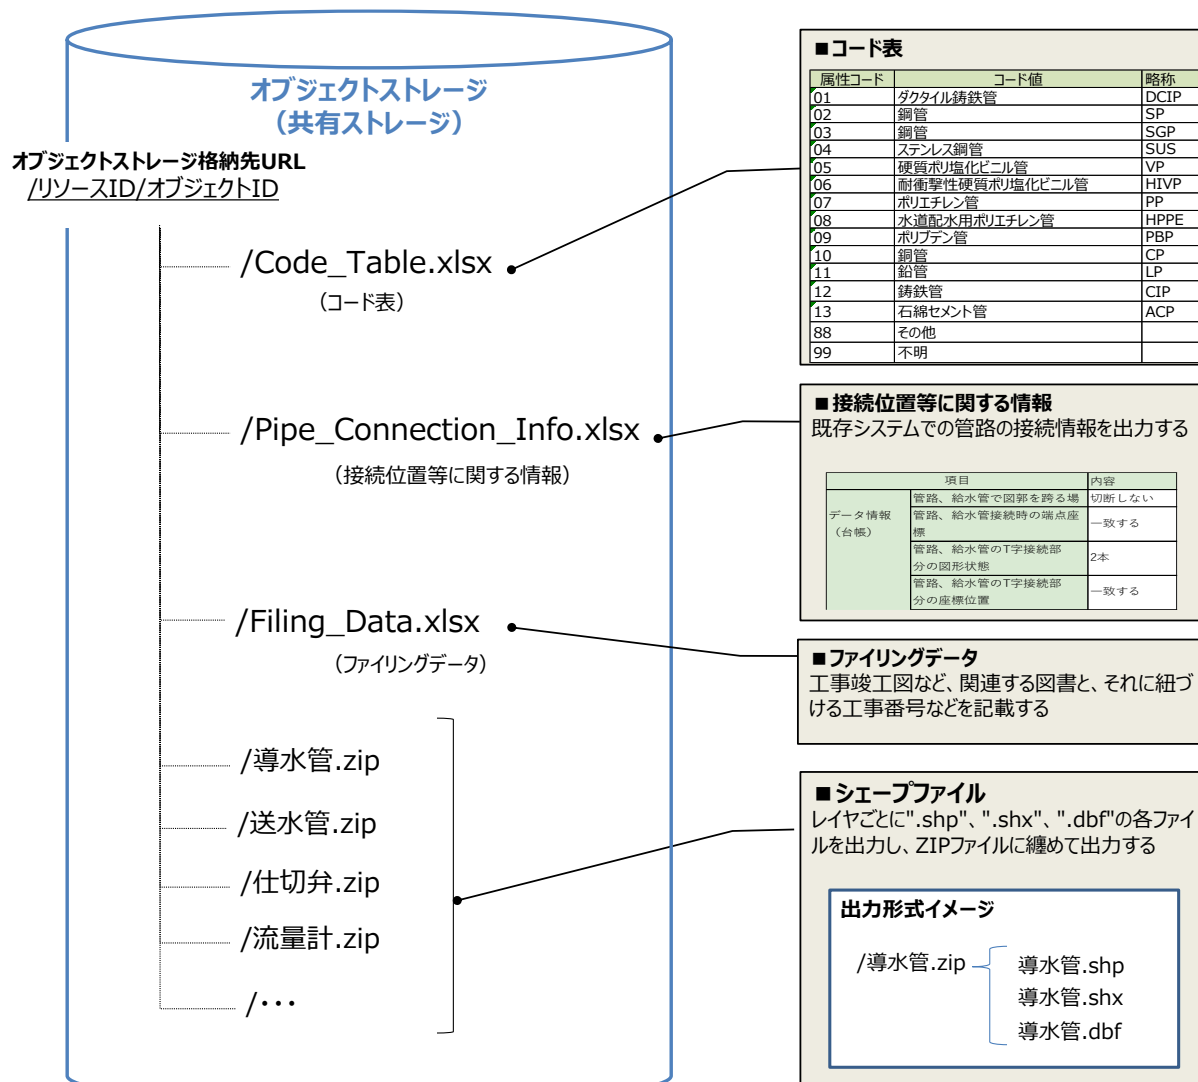 オブジェクトストレージ
（共有ストレージ）
オブジェクトストレージ格納先URL
/リソースID/オブジェクトID
/Code_Table.xlsx
（コード表）
/Pipe_Connection_Info.xlsx
（接続位置等に関する情報）
/Filing_Data.xlsx
（ファイリングデータ）
/導水管.zip
/送水管.zip
/仕切弁.zip
/流量計.zip
/・・・
■コード表
属性コード コード値 略称
01 ダクタイル鋳鉄管 DCIP
02 鋼管 SP
03 鋼管 SGP
04 ステンレス鋼管 SUS
05 硬質ポリ塩化ビニル管 VP
06 耐衝撃性硬質ポリ塩化ビニル管 HIVP
07 ポリエチレン管 PP
08 水道配水用ポリエチレン管 HPPE
09 ポリブデン管 PBP
10 銅管 CP
11 鉛管 LP
12 鋳鉄管 CIP
13 石綿セメント管 ACP
88 その他
99 不明
■接続位置等に関する情報
既存システムでの管路の接続情報を出力する
項目 内容
データ情報
（台帳）
管路、給水管で図郭を跨る場 切断しない
管路、給水管接続時の端点座
標
一致する
管路、給水管のT字接続部
分の図形状態
2本
管路、給水管のT字接続部
分の座標位置
一致する
■ファイリングデータ
工事竣工図など、関連する図書と、それに紐づ
ける工事番号などを記載する
■シェープファイル
レイヤごとに".shp"、".shx"、".dbf"の各ファイ
ルを出力し、ZIPファイルに纏めて出力する
出力形式イメージ
/導水管.zip
導水管.shp
導水管.shx
導水管.dbf